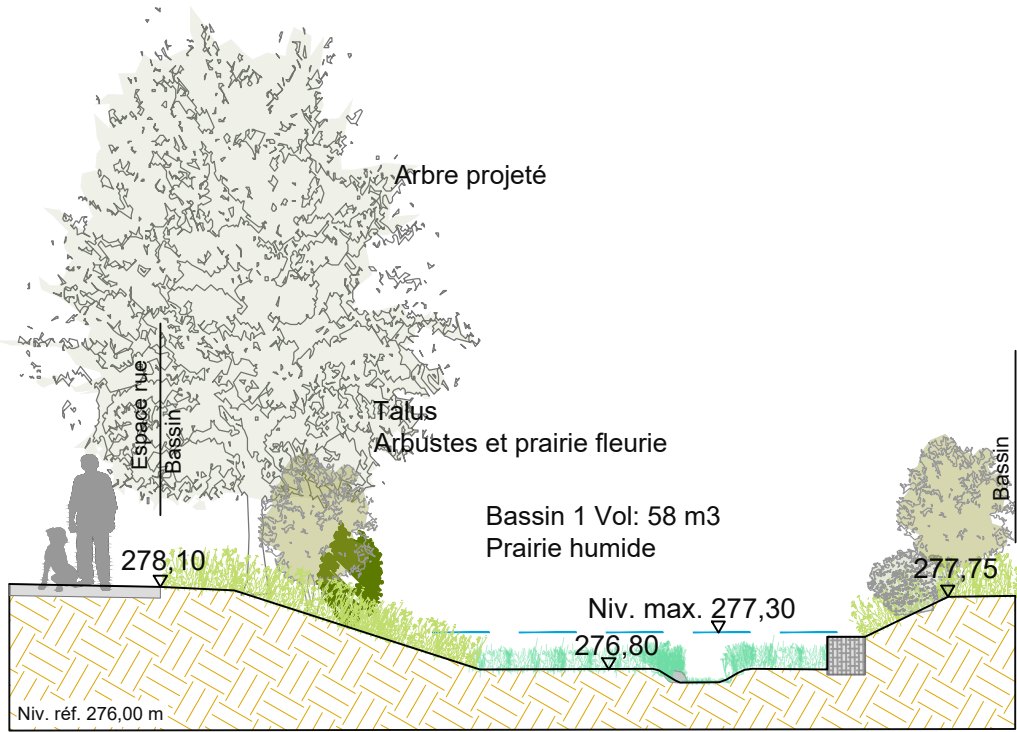 Arbre projeté
Espace rue
Bassin
Talus
Arbustes et prairie fleurie
Bassin
Bassin 1 Vol: 58 m3
Prairie humide
278,10
277,75
Niv. max. 277,30
276,80
Niv. réf. 276,00 m